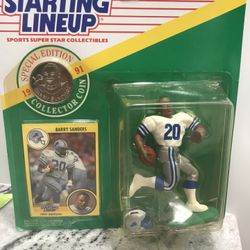 STARTING
LINEUP
SPORTS SUPER STAR COLLECTIBLES
SPECIAL EDITION
19 91
COLLECTOR COIN
BARRY SANDERS
20
20